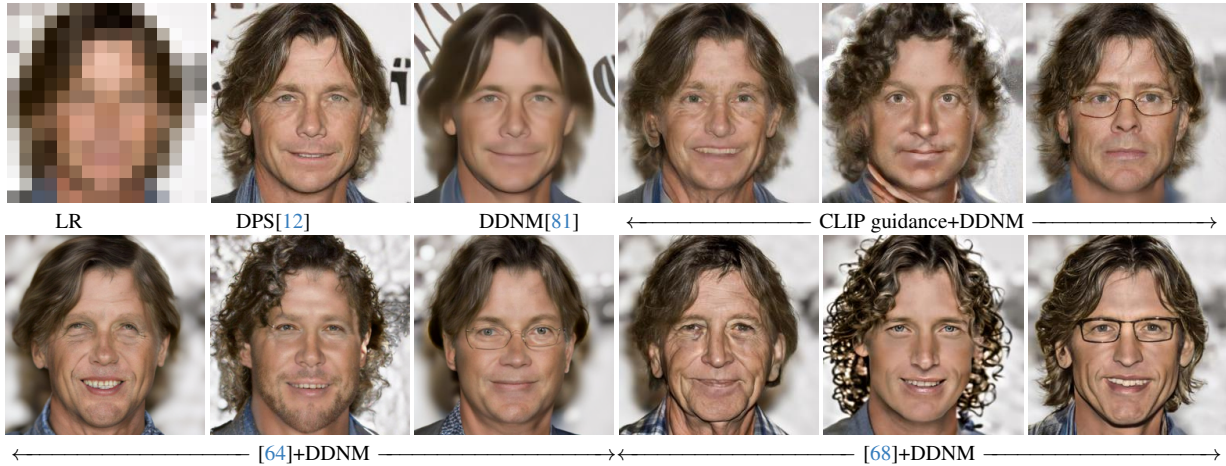 LR DPS[12] DDNM[81] CLIP guidance+DDNM
[64]+DDNM [68]+DDNM